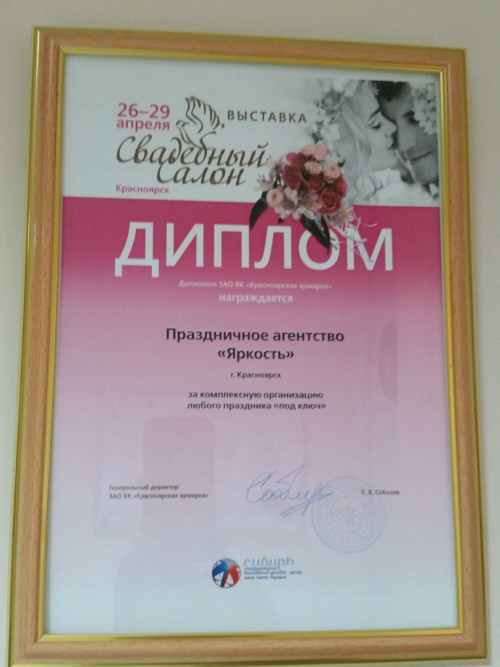 26–29
апреля
ВЫСТАВКА
Свадебный
Салон
Красноярск
ДИПЛОМ
Дипломом ЗАО ВК «Красноярская ярмарка»
награждается
Праздничное агентство
«Яркость»
г. Красноярск
за комплексную организацию
любого праздника «под ключ»
Генеральный директор
ЗАО ВК «Красноярская ярмарка»
С. В. Соболев
Сибирь